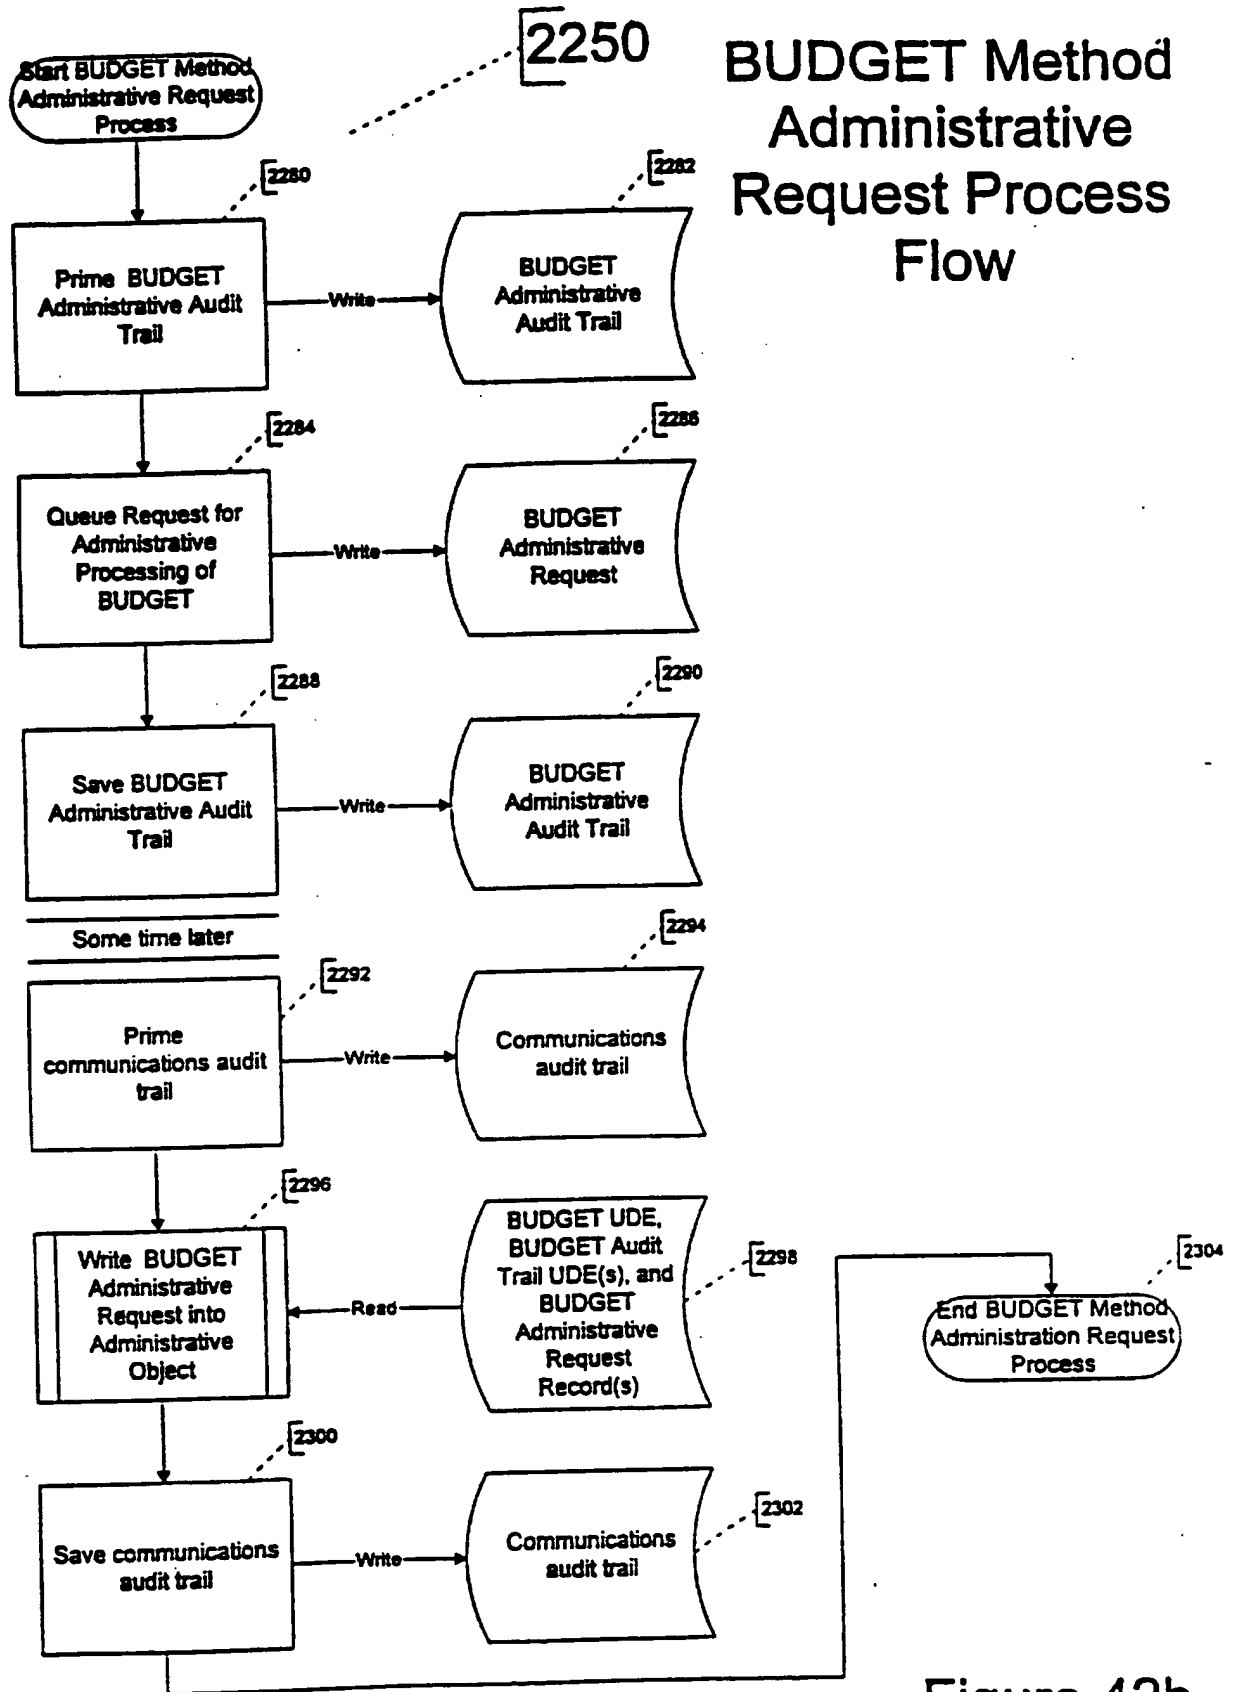 2250
BUDGET Method
Administrative
Request Process
Flow
Start BUDGET Method
Administrative Request
Process
2280
Prime BUDGET
Administrative Audit
Trail
Write
2282
BUDGET
Administrative
Audit Trail
2284
Queue Request for
Administrative
Processing of
BUDGET
Write
2286
BUDGET
Administrative
Request
2288
Save BUDGET
Administrative Audit
Trail
Write
2290
BUDGET
Administrative
Audit Trail
Some time later
2292
Prime
communications audit
trail
Write
2294
Communications
audit trail
2296
Write BUDGET
Administrative
Request into
Administrative
Object
Read
BUDGET UDE,
BUDGET Audit
Trail UDE(s), and
BUDGET
Administrative
Request
Record(s)
2298
2300
Save communications
audit trail
Write
Communications
audit trail
2302
2304
End BUDGET Method
Administration Request
Process
Figure 42b